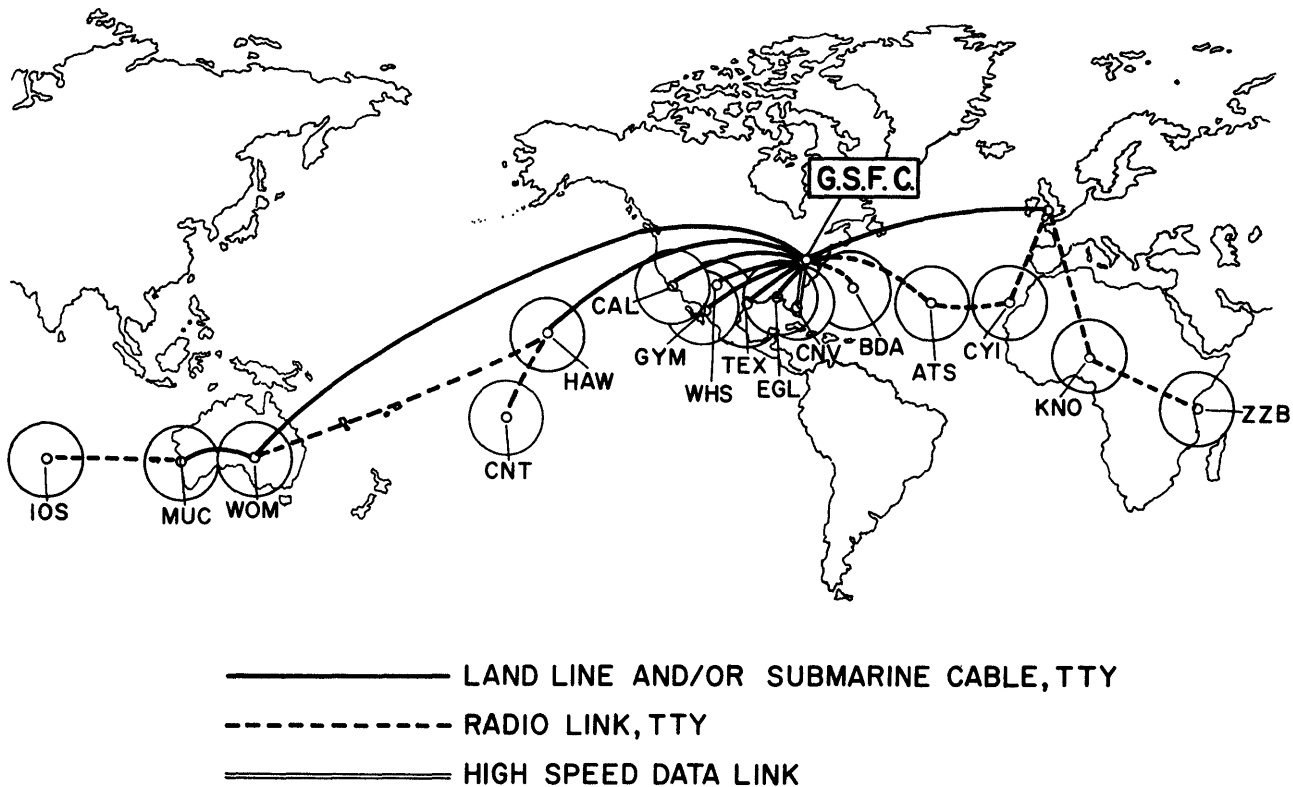 G.S.F.C.
CAL
GYM
WHS
TEX
EGL
CNV
BDA
ATS
CYI
KNO
ZZB
HAW
CNT
IOS
MUC
WOM
LAND LINE AND/OR SUBMARINE CABLE, TTY
RADIO LINK, TTY
HIGH SPEED DATA LINK